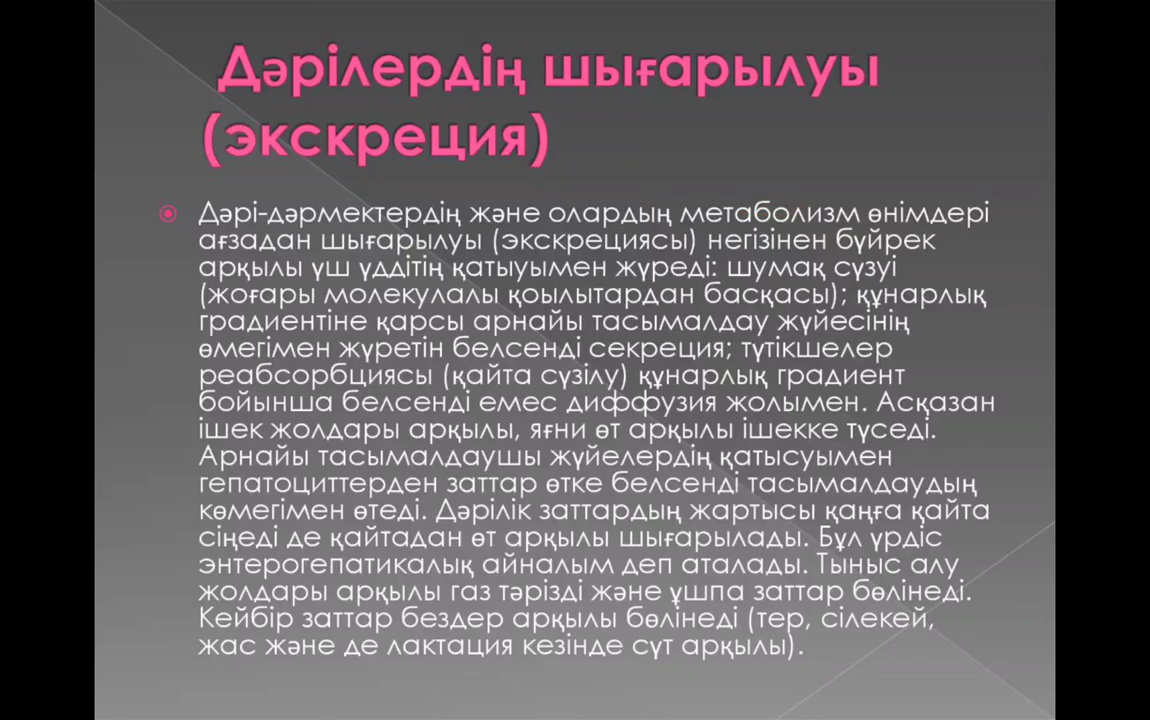 Дәрілердің шығарылуы
(экскреция)
Дәрі-дәрмектердің және олардың метаболизм өнімдері
ағзадан шығарылуы (экскрециясы) негізінен бүйрек
арқылы үш үддітің қатыуымен жүреді: шумақ сүзуі
(жоғары молекулалы қоылытардан басқасы); құнарлық
градиентіне қарсы арнайы тасымалдау жүйесінің
өмегімен жүретін белсенді секреция; түтікшелер
реабсорбциясы (қайта сүзілу) құнарлық градиент
бойынша белсенді емес диффузия жолымен. Асқазан
ішек жолдары арқылы, яғни өт арқылы ішекке түседі.
Арнайы тасымалдаушы жүйелердің қатысуымен
гепатоциттерден заттар өтке белсенді тасымалдаудың
көмегімен өтеді. Дәрілік заттардың жартысы қаңға қайта
сіңеді де қайтадан өт арқылы шығарылады. Бұл үрдіс
энтерогепатикалық айналым деп аталады. Тыныс алу
жолдары арқылы газ тәрізді және ұшпа заттар бөлінеді.
Кейбір заттар бездер арқылы бөлінеді (тер, сілекей,
жас және де лактация кезінде сүт арқылы).